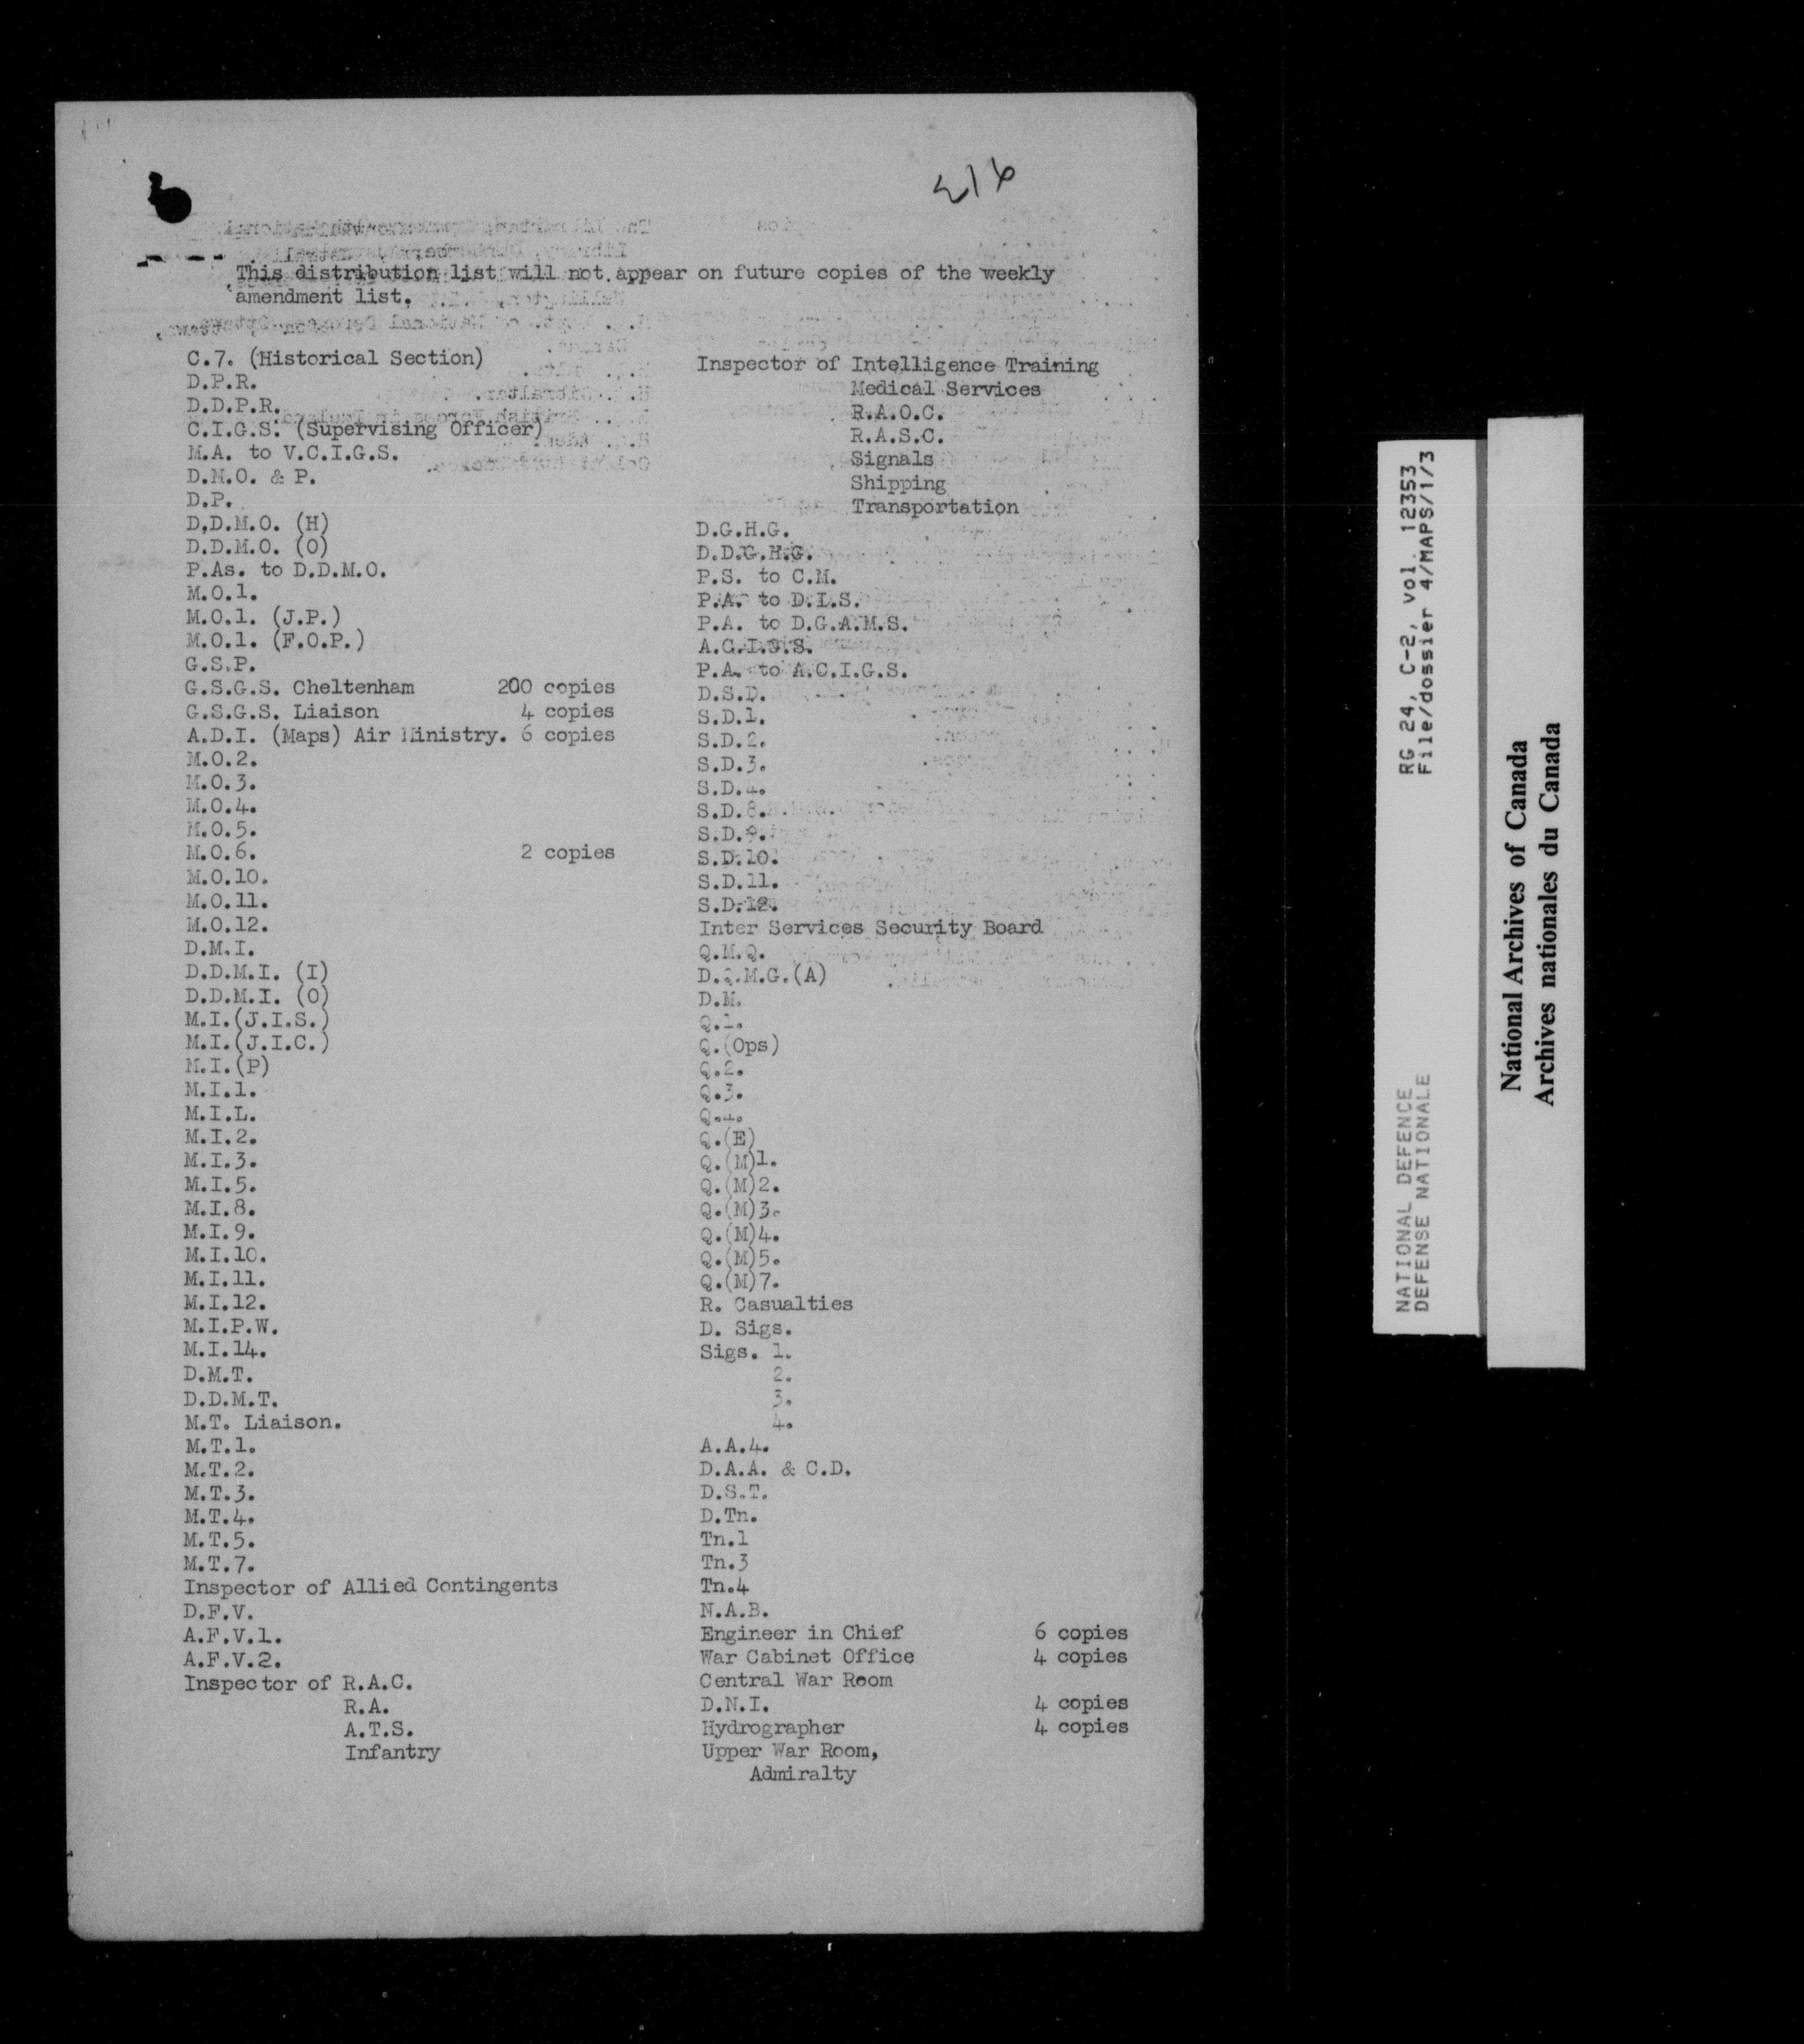 This distribution list will not appear on future copies of the weekly
amendment list.
C.7. (Historical Section)
D.P.R.
D.D.P.R.
C.I.G.S. (Supervising Officer)
M.A. to V.C.I.G.S.
D.M.O. & P.
D.P.
D.D.M.O. (H)
D.D.M.O. (O)
P.As. to D.D.M.O.
M.O.1.
M.O.1. (J.P.)
M.O.1. (F.O.P.)
G.S.P.
G.S.G.S. Cheltenham 200 copies
G.S.G.S. Liaison 4 copies
A.D.I. (Maps) Air Ministry. 6 copies
M.O.2.
M.O.3.
M.O.4.
M.O.5.
M.O.6. 2 copies
M.O.10.
M.O.11.
M.O.12.
D.M.I.
D.D.M.I. (I)
D.D.M.I. (O)
M.I.(J.I.S.)
M.I.(J.I.C.)
M.I.(P)
M.I.1.
M.I.L.
M.I.2.
M.I.3.
M.I.5.
M.I.8.
M.I.9.
M.I.10.
M.I.11.
M.I.12.
M.I.P.W.
M.I.14.
D.M.T.
D.D.M.T.
M.T. Liaison.
M.T.1.
M.T.2.
M.T.3.
M.T.4.
M.T.5.
M.T.7.
Inspector of Allied Contingents
D.F.V.
A.F.V.1.
A.F.V.2.
Inspector of R.A.C.
R.A.
A.T.S.
Infantry
Inspector of Intelligence Training
Medical Services
R.A.O.C.
R.A.S.C.
Signals
Shipping
Transportation
D.G.H.G.
D.D.G.H.G.
P.S. to C.M.
P.A. to D.I.S.
P.A. to D.G.A.M.S.
A.C.I.G.S.
P.A. to A.C.I.G.S.
D.S.D.
S.D.1.
S.D.2.
S.D.3.
S.D.4.
S.D.8.
S.D.9.
S.D.10.
S.D.11.
S.D.12.
Inter Services Security Board
Q.M.Q.
D.Q.M.G.(A)
D.M.
Q.1.
Q.(Ops)
Q.2.
Q.3.
Q.4.
Q.(E)
Q.(M)1.
Q.(M)2.
Q.(M)3.
Q.(M)4.
Q.(M)5.
Q.(M)7.
R. Casualties
D. Sigs.
Sigs. 1.
2.
3.
4.
A.A.4.
D.A.A. & C.D.
D.S.T.
D.Tn.
Tn.1
Tn.3
Tn.4
N.A.B.
Engineer in Chief 6 copies
War Cabinet Office 4 copies
Central War Room
D.N.I. 4 copies
Hydrographer 4 copies
Upper War Room,
Admiralty
NATIONAL DEFENCE RG 24, C-2, vol. 12353
DEFENSE NATIONALE File/dossier 4/MAPS/1/3
National Archives of Canada
Archives nationales du Canada